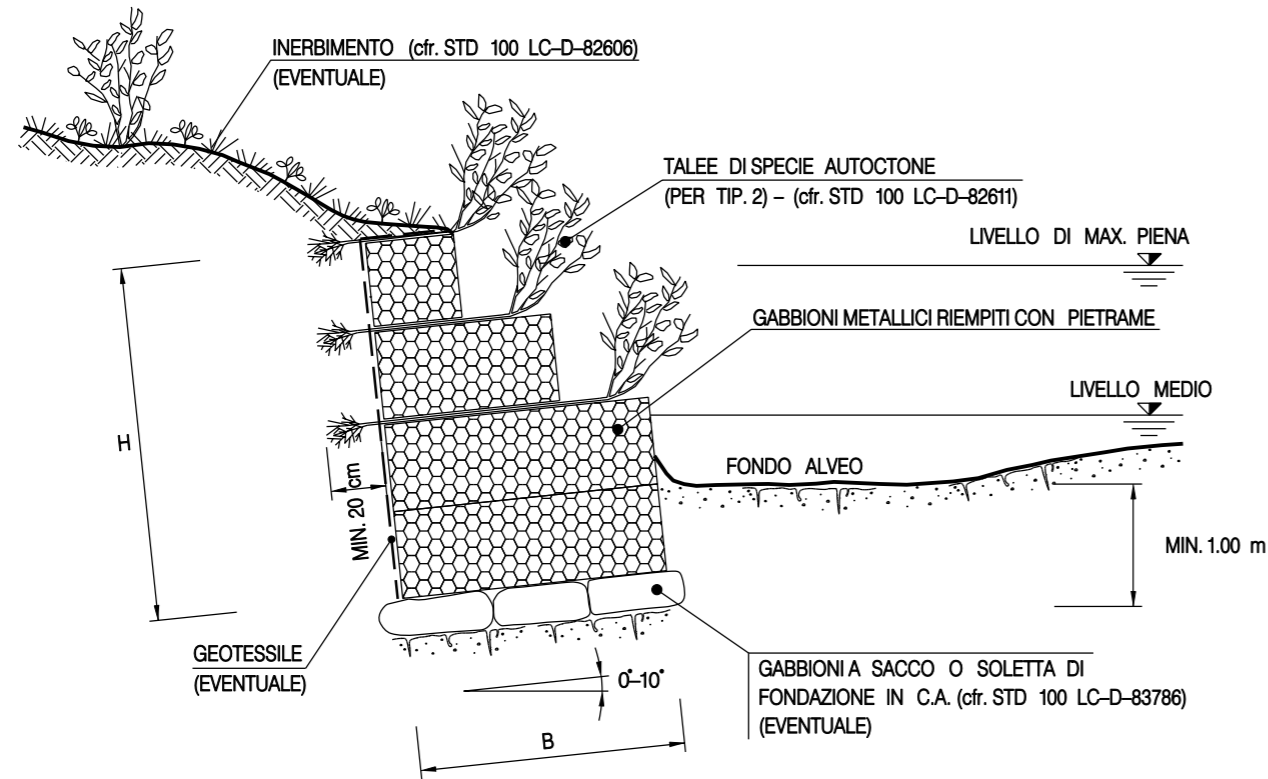 INERBIMENTO (cfr. STD 100 LC-D-82606)
(EVENTUALE)
TALEE DI SPECIE AUTOCTONE
(PER TIP. 2) – (cfr. STD 100 LC-D-82611)
LIVELLO DI MAX. PIENA
GABBIONI METALLICI RIEMPITI CON PIETRAME
LIVELLO MEDIO
H
FONDO ALVEO
MIN. 20 cm
MIN. 1.00 m
GEOTESSILE
(EVENTUALE)
0°–10°
GABBIONI A SACCO O SOLETTA DI
FONDAZIONE IN C.A. (cfr. STD 100 LC-D-83786)
(EVENTUALE)
B